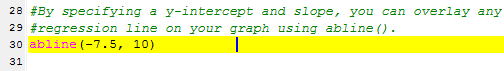 28 #By specifying a y-intercept and slope, you can overlay any
29 #regression line on your graph using abline().
30 abline(-7.5, 10)
31